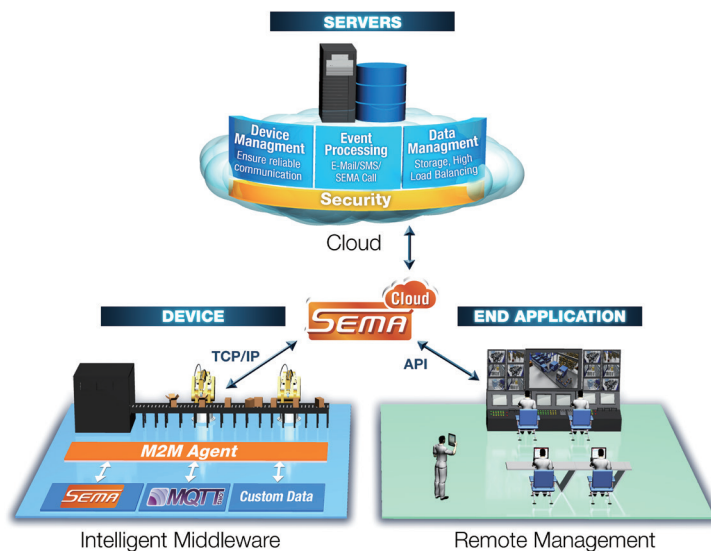 SERVERS
Device
Managment
Ensure reliable
communication
Event
Processing
E-Mail/SMS/
SEMA Call
Data
Managment
Storage, High
Load Balancing
Security
Cloud
DEVICE
SEMA Cloud
END APPLICATION
TCP/IP
API
M2M Agent
SEMA
MQTT
Custom Data
Intelligent Middleware
Remote Management